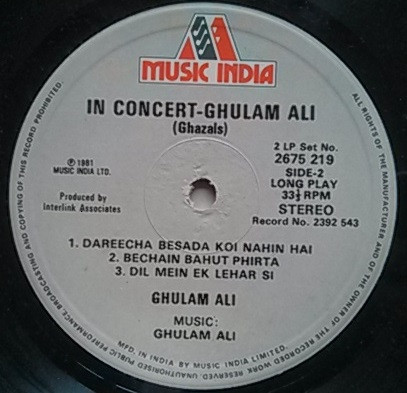 MUSIC INDIA
IN CONCERT-GHULAM ALI
(Ghazals)
℗ 1981
MUSIC INDIA LTD.
Produced by
Interlink Associates
2 LP Set No.
2675 219
SIDE-2
LONG PLAY
33⅓ RPM
STEREO
Record No. 2392 543
1. DAREECHA BESADA KOI NAHIN HAI
2. BECHAIN BAHUT PHIRTA
3. DIL MEIN EK LEHAR SI
GHULAM ALI
MUSIC:
GHULAM ALI
MFD. IN INDIA BY MUSIC INDIA LIMITED.
ALL RIGHTS OF THE MANUFACTURER AND OF THE OWNER OF THE RECORDED WORK RESERVED. UNAUTHORISED PUBLIC PERFORMANCE, BROADCASTING AND COPYING OF THIS RECORD PROHIBITED.